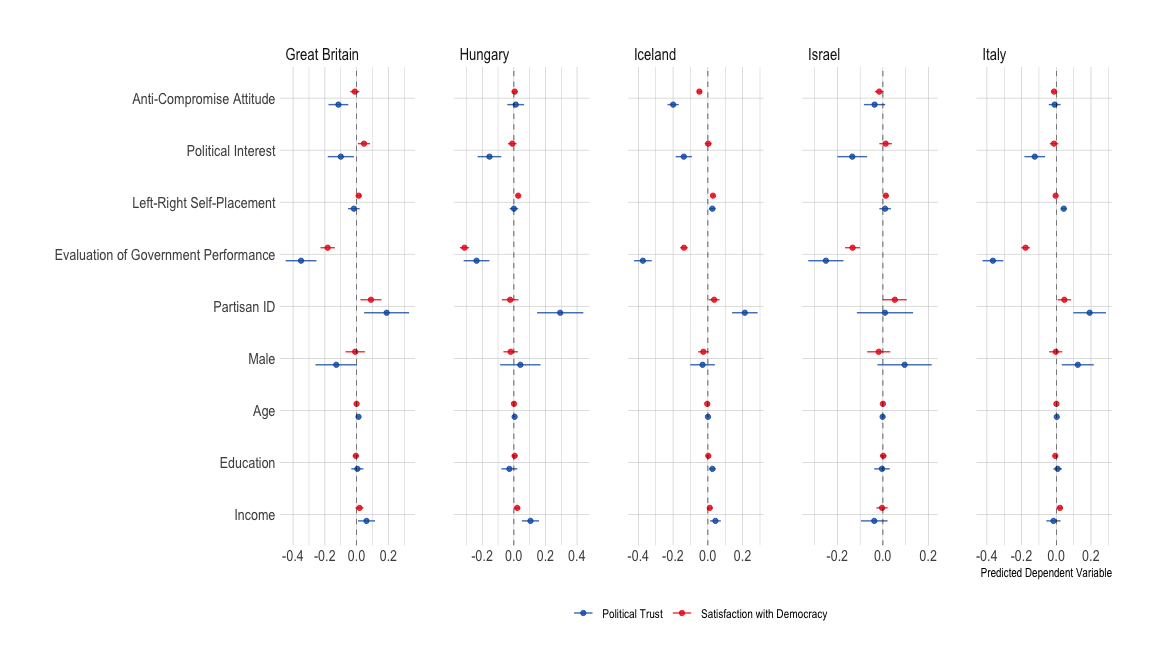 Great Britain Hungary Iceland Israel Italy
Anti-Compromise Attitude
Political Interest
Left-Right Self-Placement
Evaluation of Government Performance
Partisan ID
Male
Age
Education
Income
-0.4 -0.2 0.0 0.2 -0.2 0.0 0.2 0.4 -0.4 -0.2 0.0 0.2 -0.2 0.0 0.2 -0.4 -0.2 0.0 0.2
Predicted Dependent Variable
Political Trust Satisfaction with Democracy